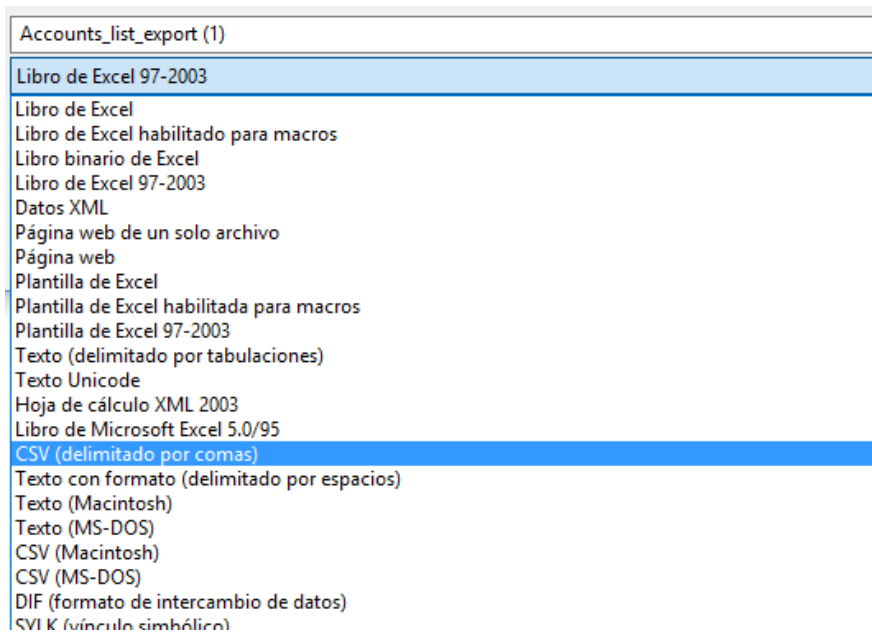 Accounts_list_export (1)
Libro de Excel 97-2003
Libro de Excel
Libro de Excel habilitado para macros
Libro binario de Excel
Libro de Excel 97-2003
Datos XML
Página web de un solo archivo
Página web
Plantilla de Excel
Plantilla de Excel habilitada para macros
Plantilla de Excel 97-2003
Texto (delimitado por tabulaciones)
Texto Unicode
Hoja de cálculo XML 2003
Libro de Microsoft Excel 5.0/95
CSV (delimitado por comas)
Texto con formato (delimitado por espacios)
Texto (Macintosh)
Texto (MS-DOS)
CSV (Macintosh)
CSV (MS-DOS)
DIF (formato de intercambio de datos)
SYLK (vínculo simbólico)